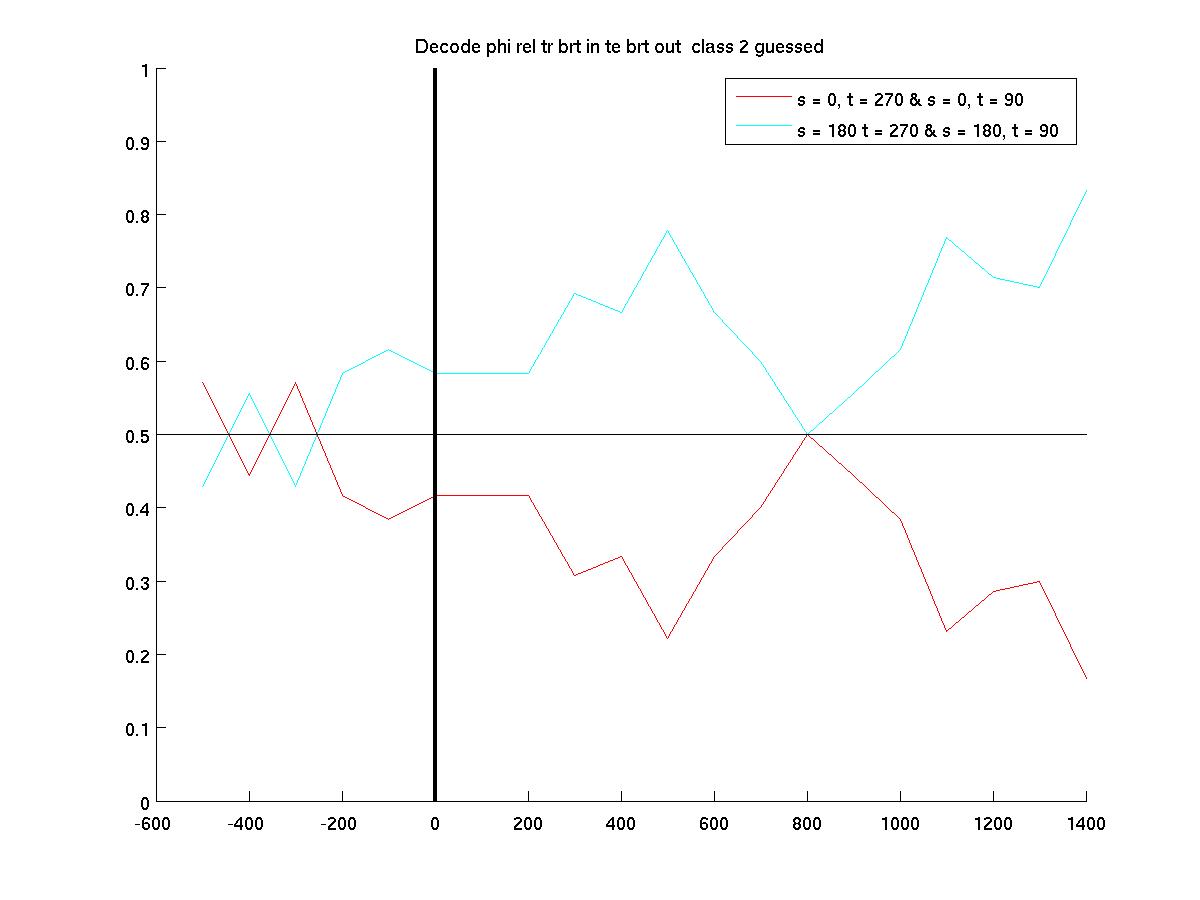 Decode phi rel tr brt in te brt out  class 2 guessed
s = 0, t = 270 & s = 0, t = 90
s = 180 t = 270 & s = 180, t = 90
1
0.9
0.8
0.7
0.6
0.5
0.4
0.3
0.2
0.1
0
-600 -400 -200 0 200 400 600 800 1000 1200 1400